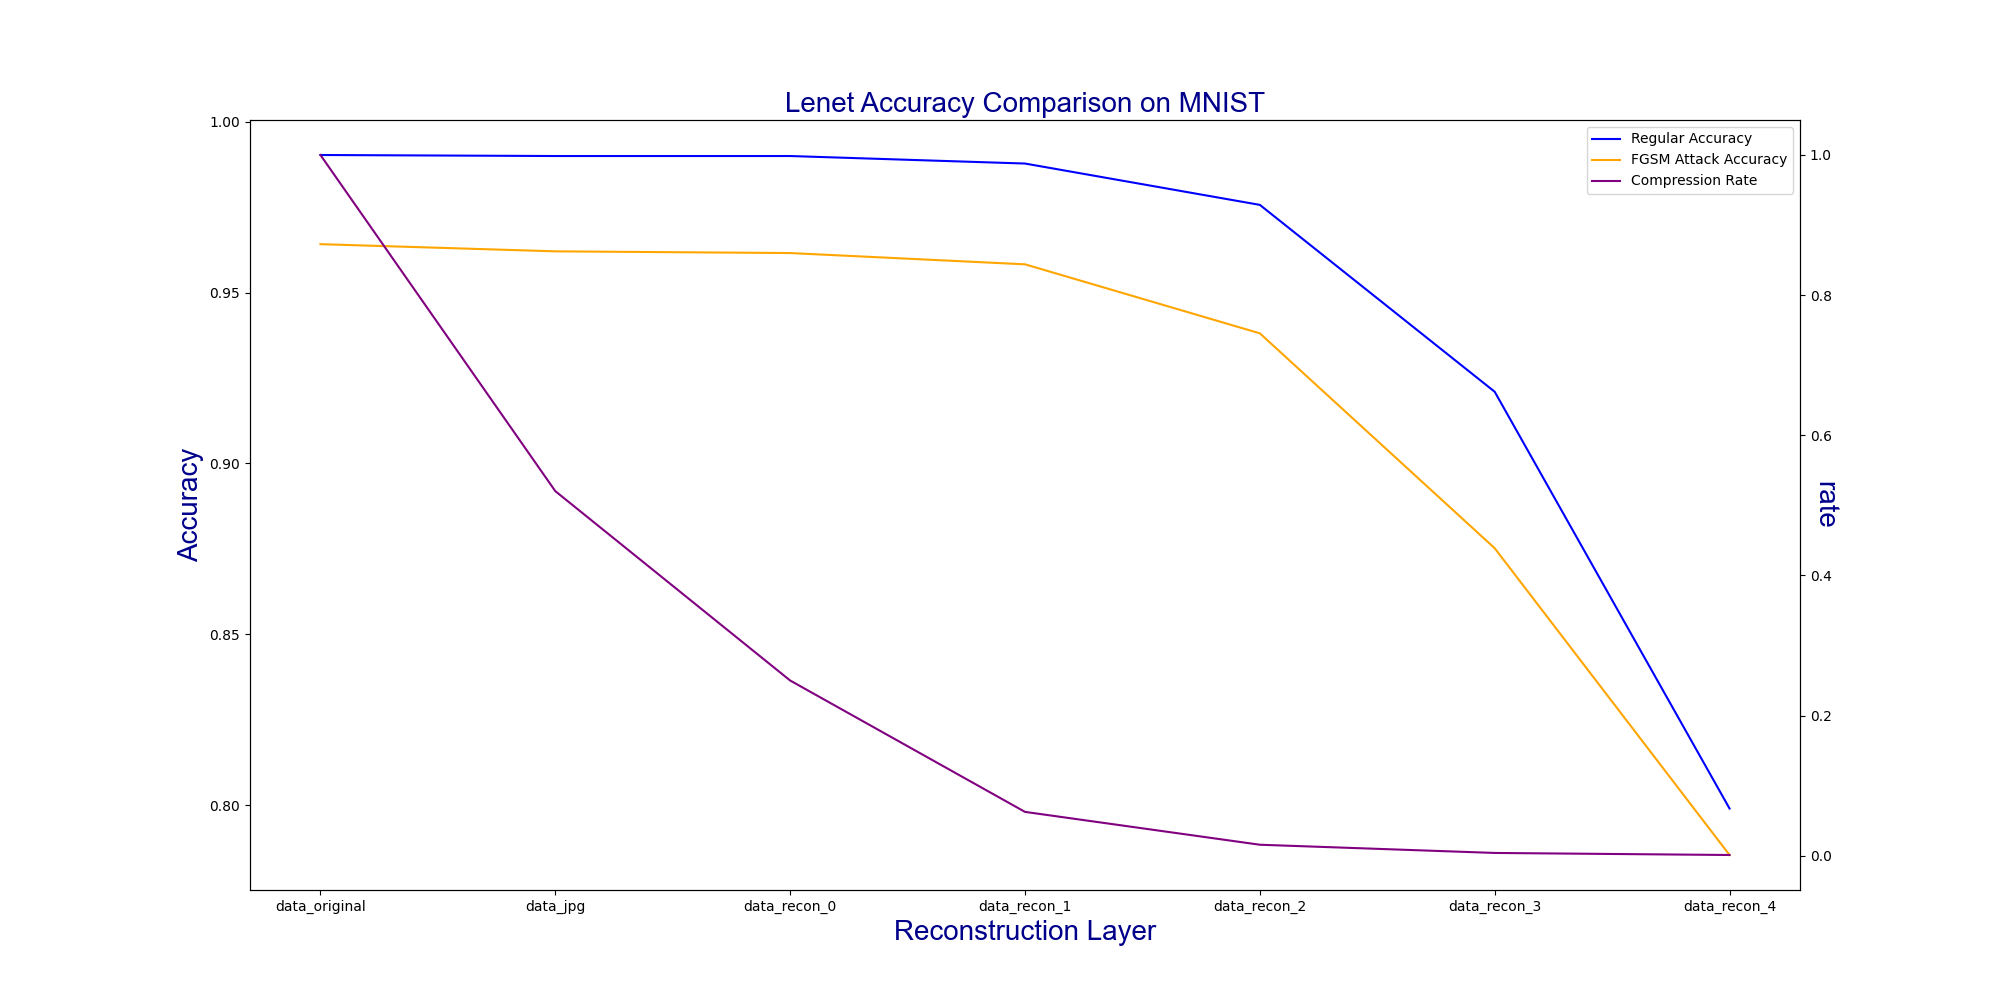 Lenet Accuracy Comparison on MNIST
Regular Accuracy
FGSM Attack Accuracy
Compression Rate
1.00
0.95
0.90
0.85
0.80
Accuracy
1.0
0.8
0.6
0.4
0.2
0.0
rate
data_original data_jpg data_recon_0 data_recon_1 data_recon_2 data_recon_3 data_recon_4
Reconstruction Layer